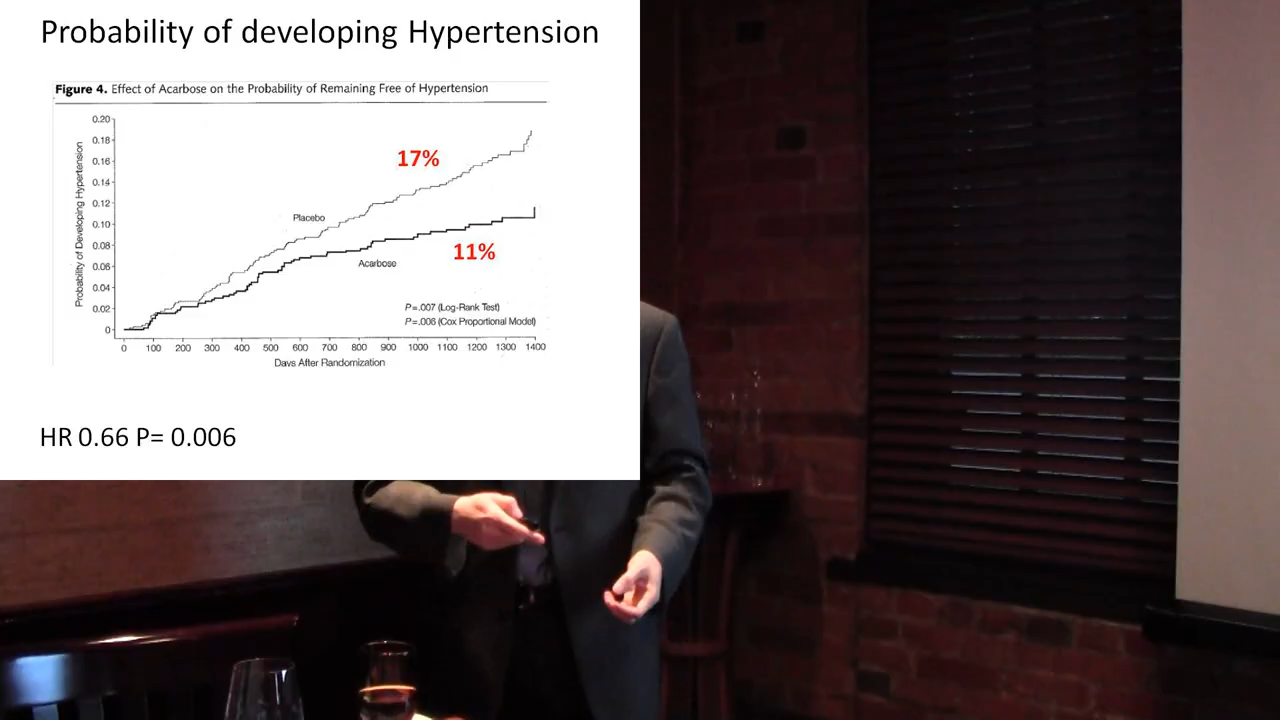 Probability of developing Hypertension
Figure 4. Effect of Acarbose on the Probability of Remaining Free of Hypertension
Probability of Developing Hypertension
0.20
0.18
0.16
0.14
0.12
0.10
0.08
0.06
0.04
0.02
0
17%
Placebo
11%
Acarbose
P=.007 (Log-Rank Test)
P=.006 (Cox Proportional Model)
0 100 200 300 400 500 600 700 800 900 1000 1100 1200 1300 1400
Days After Randomization
HR 0.66 P= 0.006